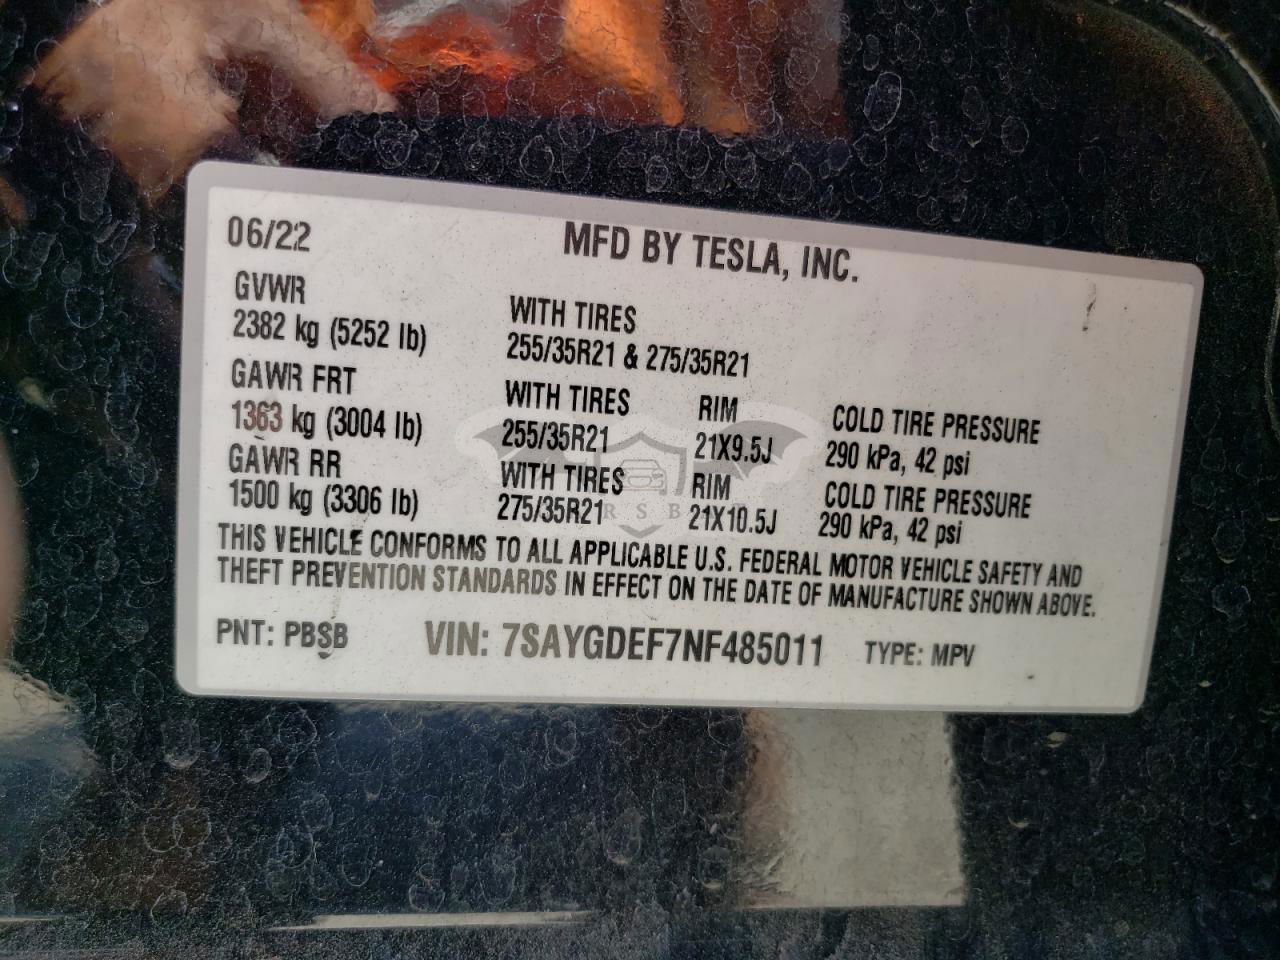 06/22 MFD BY TESLA, INC.
GVWR WITH TIRES
2382 kg (5252 lb) 255/35R21 & 275/35R21
GAWR FRT WITH TIRES RIM COLD TIRE PRESSURE
1363 kg (3004 lb) 255/35R21 21X9.5J 290 kPa, 42 psi
GAWR RR WITH TIRES RIM COLD TIRE PRESSURE
1500 kg (3306 lb) 275/35R21 21X10.5J 290 kPa, 42 psi
THIS VEHICLE CONFORMS TO ALL APPLICABLE U.S. FEDERAL MOTOR VEHICLE SAFETY AND
THEFT PREVENTION STANDARDS IN EFFECT ON THE DATE OF MANUFACTURE SHOWN ABOVE.
PNT: PBSB VIN: 7SAYGDEF7NF485011 TYPE: MPV